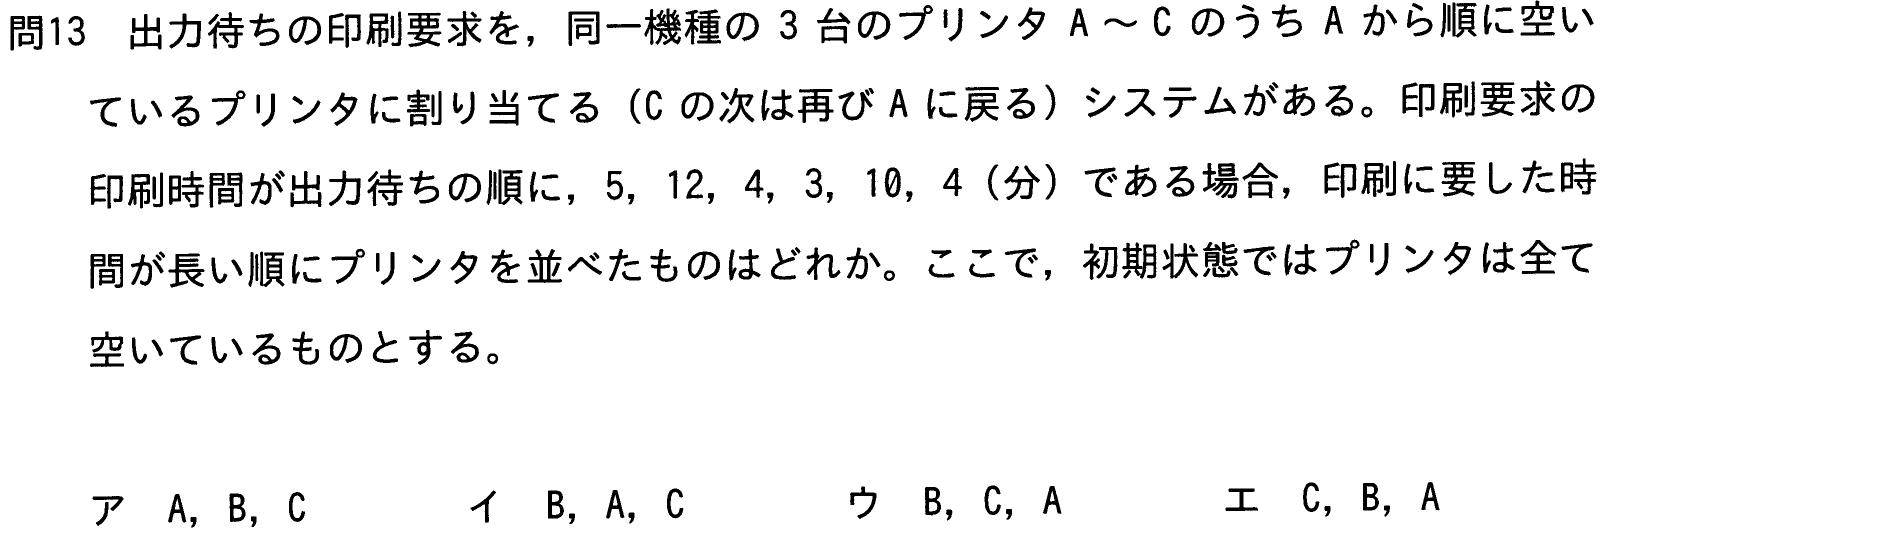 問13　出力待ちの印刷要求を，同一機種の 3 台のプリンタ A ～ C のうち A から順に空い
ているプリンタに割り当てる（C の次は再び A に戻る）システムがある。印刷要求の
印刷時間が出力待ちの順に，5，12，4，3，10，4（分）である場合，印刷に要した時
間が長い順にプリンタを並べたものはどれか。ここで，初期状態ではプリンタは全て
空いているものとする。
ア　A，B，C　　　　イ　B，A，C　　　　ウ　B，C，A　　　　エ　C，B，A